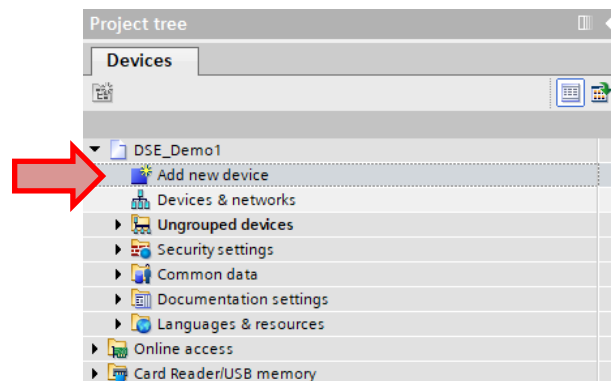 Project tree
Devices
DSE_Demo1
Add new device
Devices & networks
Ungrouped devices
Security settings
Common data
Documentation settings
Languages & resources
Online access
Card Reader/USB memory